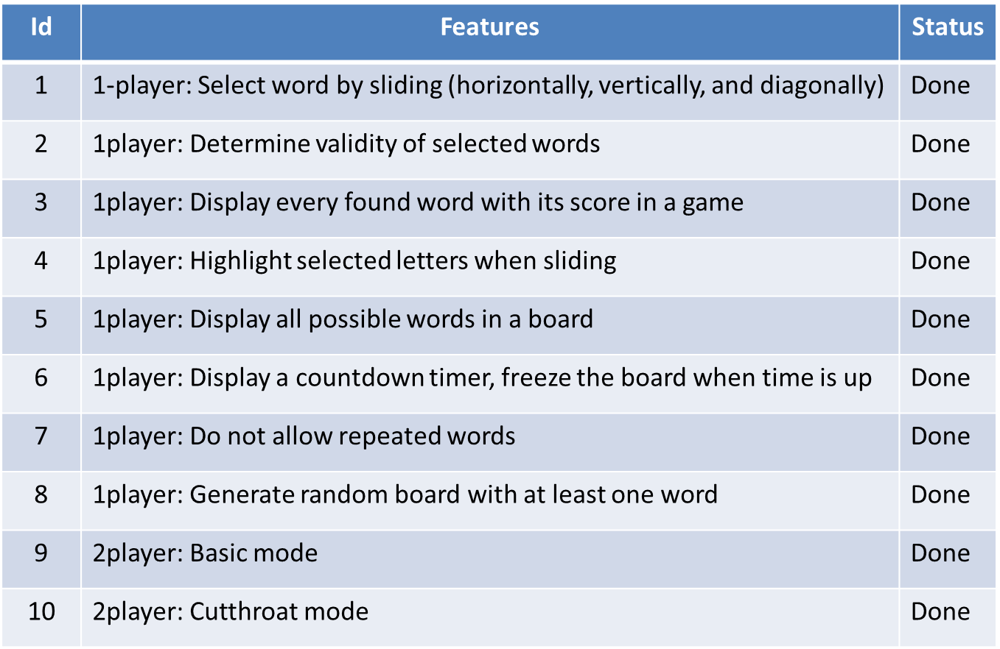 Id Features Status
1 1-player: Select word by sliding (horizontally, vertically, and diagonally) Done
2 1player: Determine validity of selected words Done
3 1player: Display every found word with its score in a game Done
4 1player: Highlight selected letters when sliding Done
5 1player: Display all possible words in a board Done
6 1player: Display a countdown timer, freeze the board when time is up Done
7 1player: Do not allow repeated words Done
8 1player: Generate random board with at least one word Done
9 2player: Basic mode Done
10 2player: Cutthroat mode Done